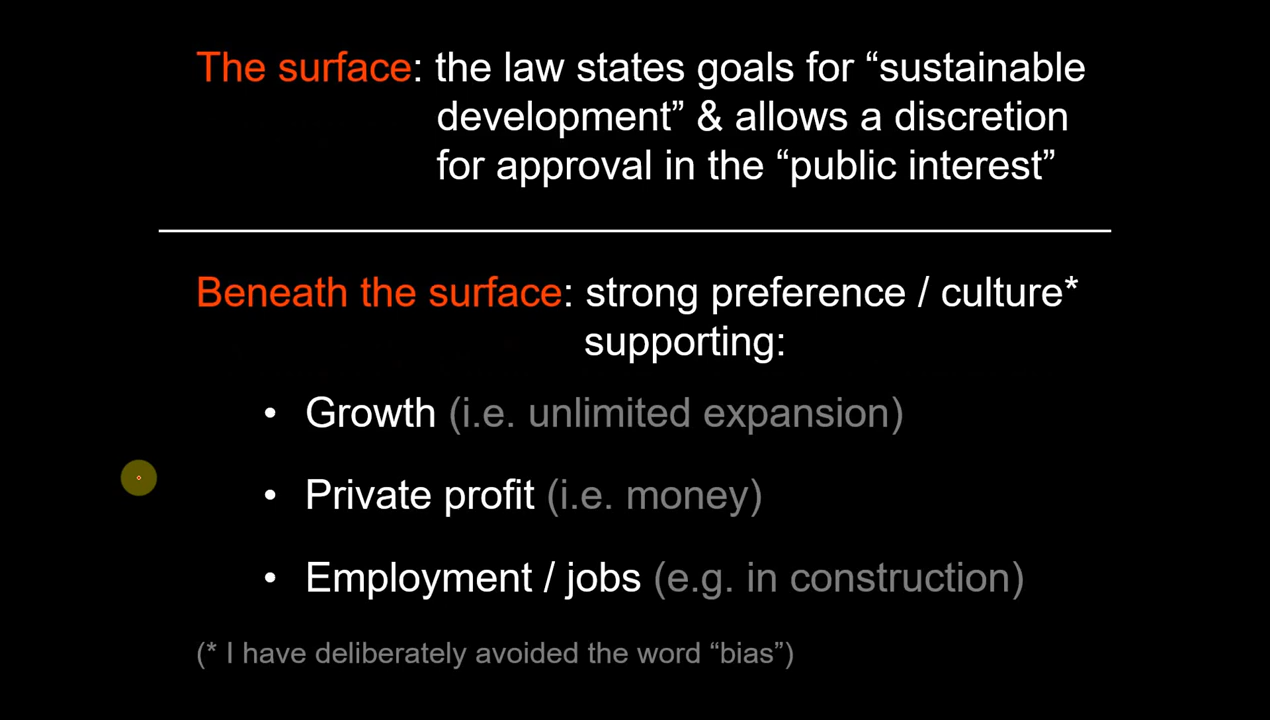 The surface: the law states goals for “sustainable
development” & allows a discretion
for approval in the “public interest”
Beneath the surface: strong preference / culture*
supporting:
• Growth (i.e. unlimited expansion)
• Private profit (i.e. money)
• Employment / jobs (e.g. in construction)
(* I have deliberately avoided the word “bias”)